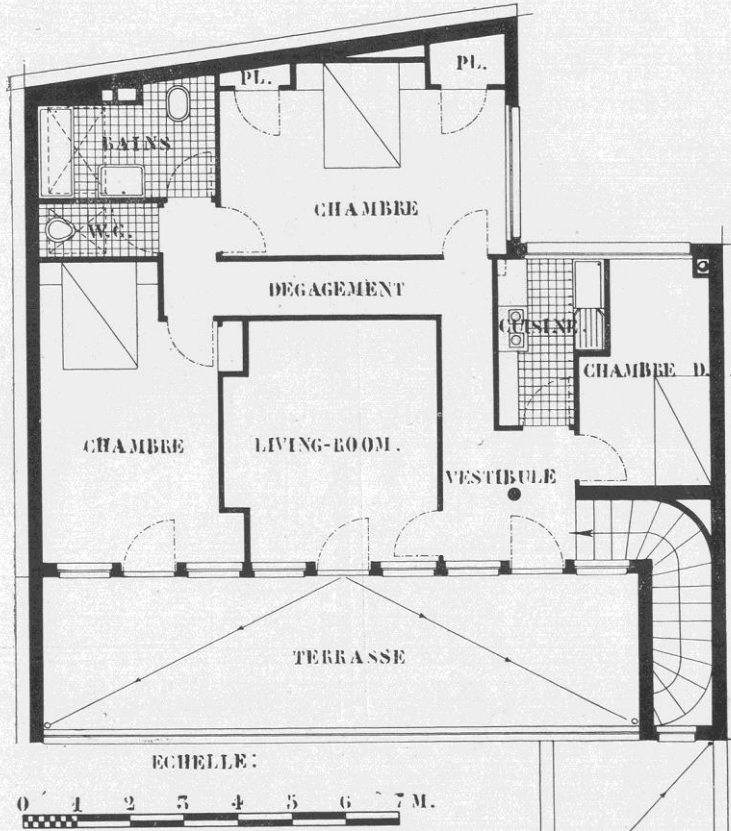 PL.
PL.
BAINS
CHAMBRE
W.C.
DEGAGEMENT
CUISINE.
CHAMBRE D.
CHAMBRE
LIVING-ROOM.
VESTIBULE
TERRASSE
ECHELLE:
0 1 2 3 4 5 6 7 M.